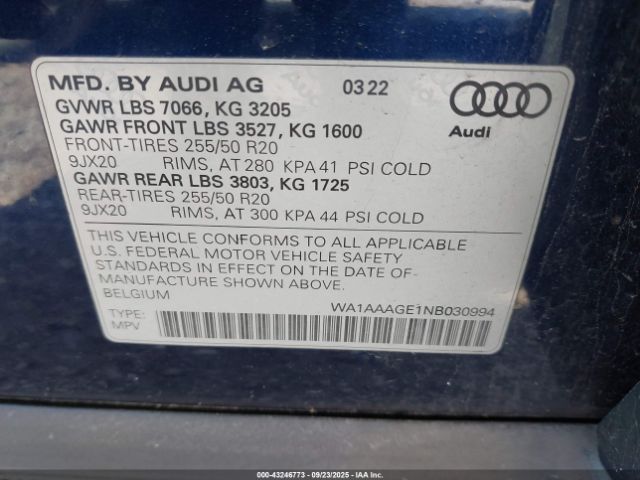 MFD. BY AUDI AG 03 22
GVWR LBS 7066, KG 3205
GAWR FRONT LBS 3527, KG 1600
FRONT-TIRES 255/50 R20
9JX20 RIMS, AT 280 KPA 41 PSI COLD
GAWR REAR LBS 3803, KG 1725
REAR-TIRES 255/50 R20
9JX20 RIMS, AT 300 KPA 44 PSI COLD
Audi
THIS VEHICLE CONFORMS TO ALL APPLICABLE
U.S. FEDERAL MOTOR VEHICLE SAFETY
STANDARDS IN EFFECT ON THE DATE OF
MANUFACTURE SHOWN ABOVE.
BELGIUM
WA1AAAGE1NB030994
TYPE:
MPV
000-43246773 - 09/23/2025 - IAAI, Inc.